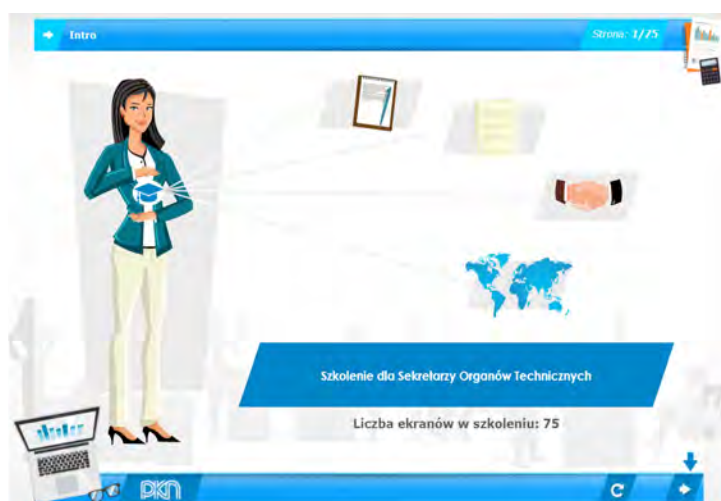 Intro
Strona: 1/75
Szkolenie dla Sekretarzy Organów Technicznych
Liczba ekranów w szkoleniu: 75
PKN